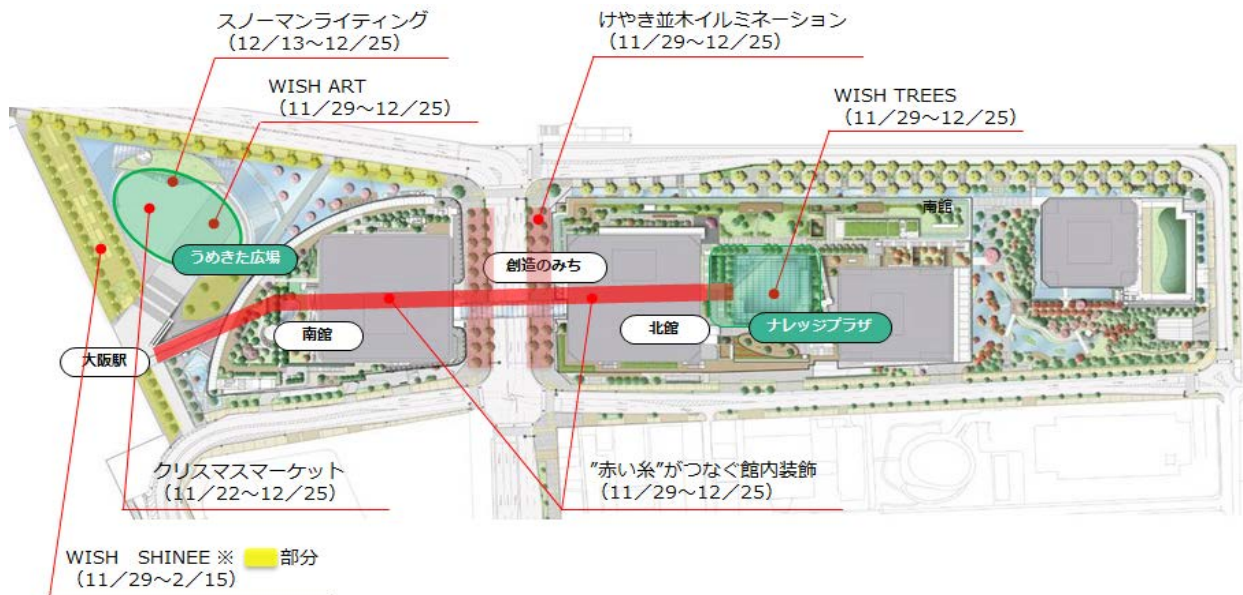 スノーマンライティング
（12／13～12／25）
けやき並木イルミネーション
（11／29～12／25）
WISH ART
（11／29～12／25）
WISH TREES
（11／29～12／25）
南館
うめきた広場
創造のみち
南館
北館
ナレッジプラザ
大阪駅
クリスマスマーケット
（11／22～12／25）
”赤い糸”がつなぐ館内装飾
（11／29～12／25）
WISH　SHINEE ※ 部分
（11／29～2／15）